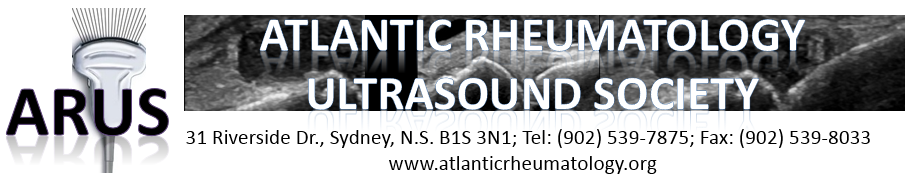 ARUS
ATLANTIC RHEUMATOLOGY
ULTRASOUND SOCIETY
31 Riverside Dr., Sydney, N.S. B1S 3N1; Tel: (902) 539-7875; Fax: (902) 539-8033
www.atlanticrheumatology.org